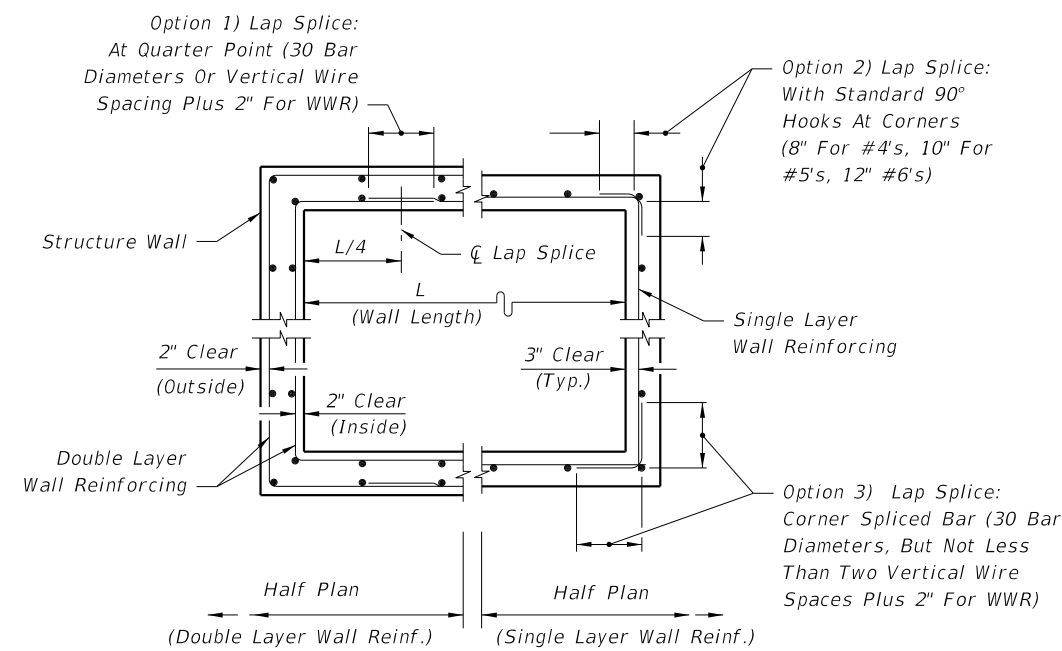 Option 1) Lap Splice:
At Quarter Point (30 Bar
Diameters Or Vertical Wire
Spacing Plus 2" For WWR)
Option 2) Lap Splice:
With Standard 90°
Hooks At Corners
(8" For #4's, 10" For
#5's, 12" #6's)
Structure Wall
L/4
℄ Lap Splice
L
(Wall Length)
Single Layer
Wall Reinforcing
2" Clear
(Outside)
3" Clear
(Typ.)
2" Clear
(Inside)
Double Layer
Wall Reinforcing
Option 3) Lap Splice:
Corner Spliced Bar (30 Bar
Diameters, But Not Less
Than Two Vertical Wire
Spaces Plus 2" For WWR)
Half Plan
(Double Layer Wall Reinf.)
Half Plan
(Single Layer Wall Reinf.)